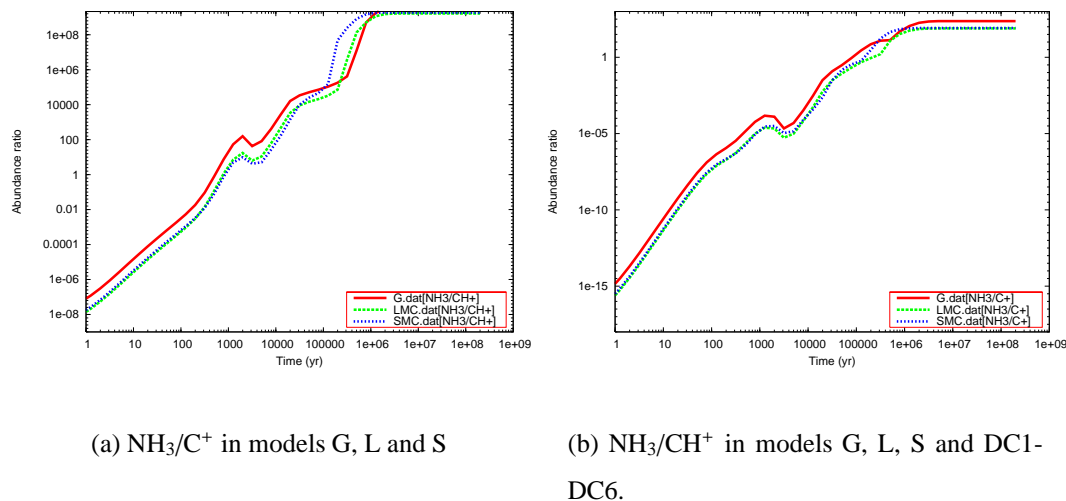 1e+08
1e+06
10000
100
1
0.01
0.0001
1e-06
1e-08
Abundance ratio
1 10 100 1000 10000 100000 1e+06 1e+07 1e+08 1e+09
Time (yr)
G.dat[NH3/CH+]
LMC.dat[NH3/CH+]
SMC.dat[NH3/CH+]
1
1e-05
1e-10
1e-15
Abundance ratio
1 10 100 1000 10000 100000 1e+06 1e+07 1e+08 1e+09
Time (yr)
G.dat[NH3/C+]
LMC.dat[NH3/C+]
SMC.dat[NH3/C+]
(a) NH₃/C⁺ in models G, L and S
(b) NH₃/CH⁺ in models G, L, S and DC1-
DC6.